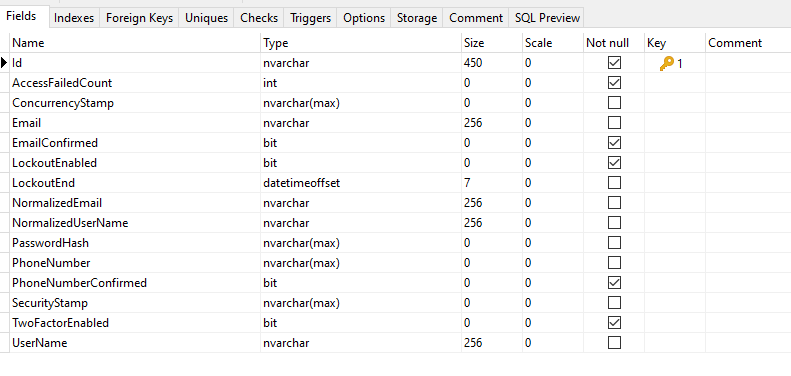 Fields Indexes Foreign Keys Uniques Checks Triggers Options Storage Comment SQL Preview
Name Type Size Scale Not null Key Comment
Id nvarchar 450 0 1
AccessFailedCount int 0 0
ConcurrencyStamp nvarchar(max) 0 0
Email nvarchar 256 0
EmailConfirmed bit 0 0
LockoutEnabled bit 0 0
LockoutEnd datetimeoffset 7 0
NormalizedEmail nvarchar 256 0
NormalizedUserName nvarchar 256 0
PasswordHash nvarchar(max) 0 0
PhoneNumber nvarchar(max) 0 0
PhoneNumberConfirmed bit 0 0
SecurityStamp nvarchar(max) 0 0
TwoFactorEnabled bit 0 0
UserName nvarchar 256 0